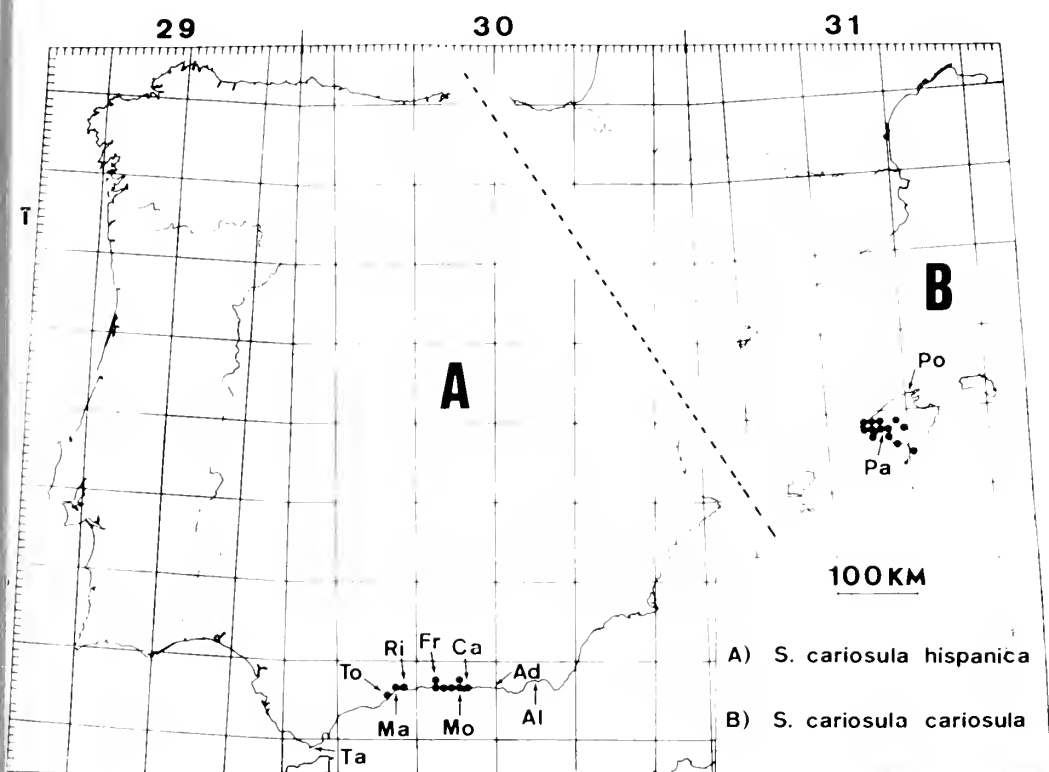 29 30 31
T
A
B
Po
Pa
100KM
Ri Fr Ca
To Ad
Ma Mo Al
Ta
A) S. cariosula hispanica
B) S. cariosula cariosula